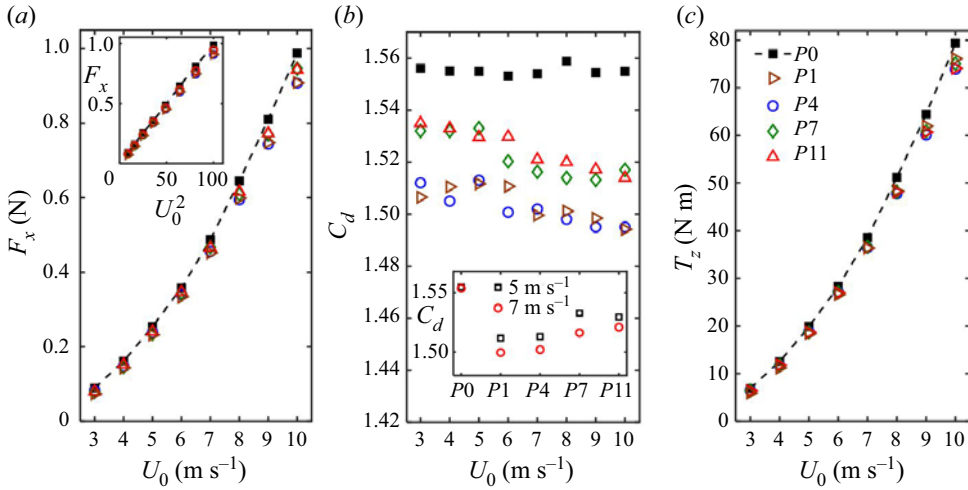 (a)
1.0
0.8
0.6
0.4
0.2
0
F_x (N)
3 4 5 6 7 8 9 10
U_0 (m s⁻¹)
1.0
F_x
0.5
0 50 100
U_0^2
(b)
1.56
1.54
1.52
1.50
1.48
1.46
1.44
1.42
C_d
3 4 5 6 7 8 9 10
U_0 (m s⁻¹)
1.55
C_d
1.50
5 m s⁻¹
7 m s⁻¹
P0 P1 P4 P7 P11
(c)
80
70
60
50
40
30
20
10
0
T_z (N m)
P0
P1
P4
P7
P11
3 4 5 6 7 8 9 10
U_0 (m s⁻¹)